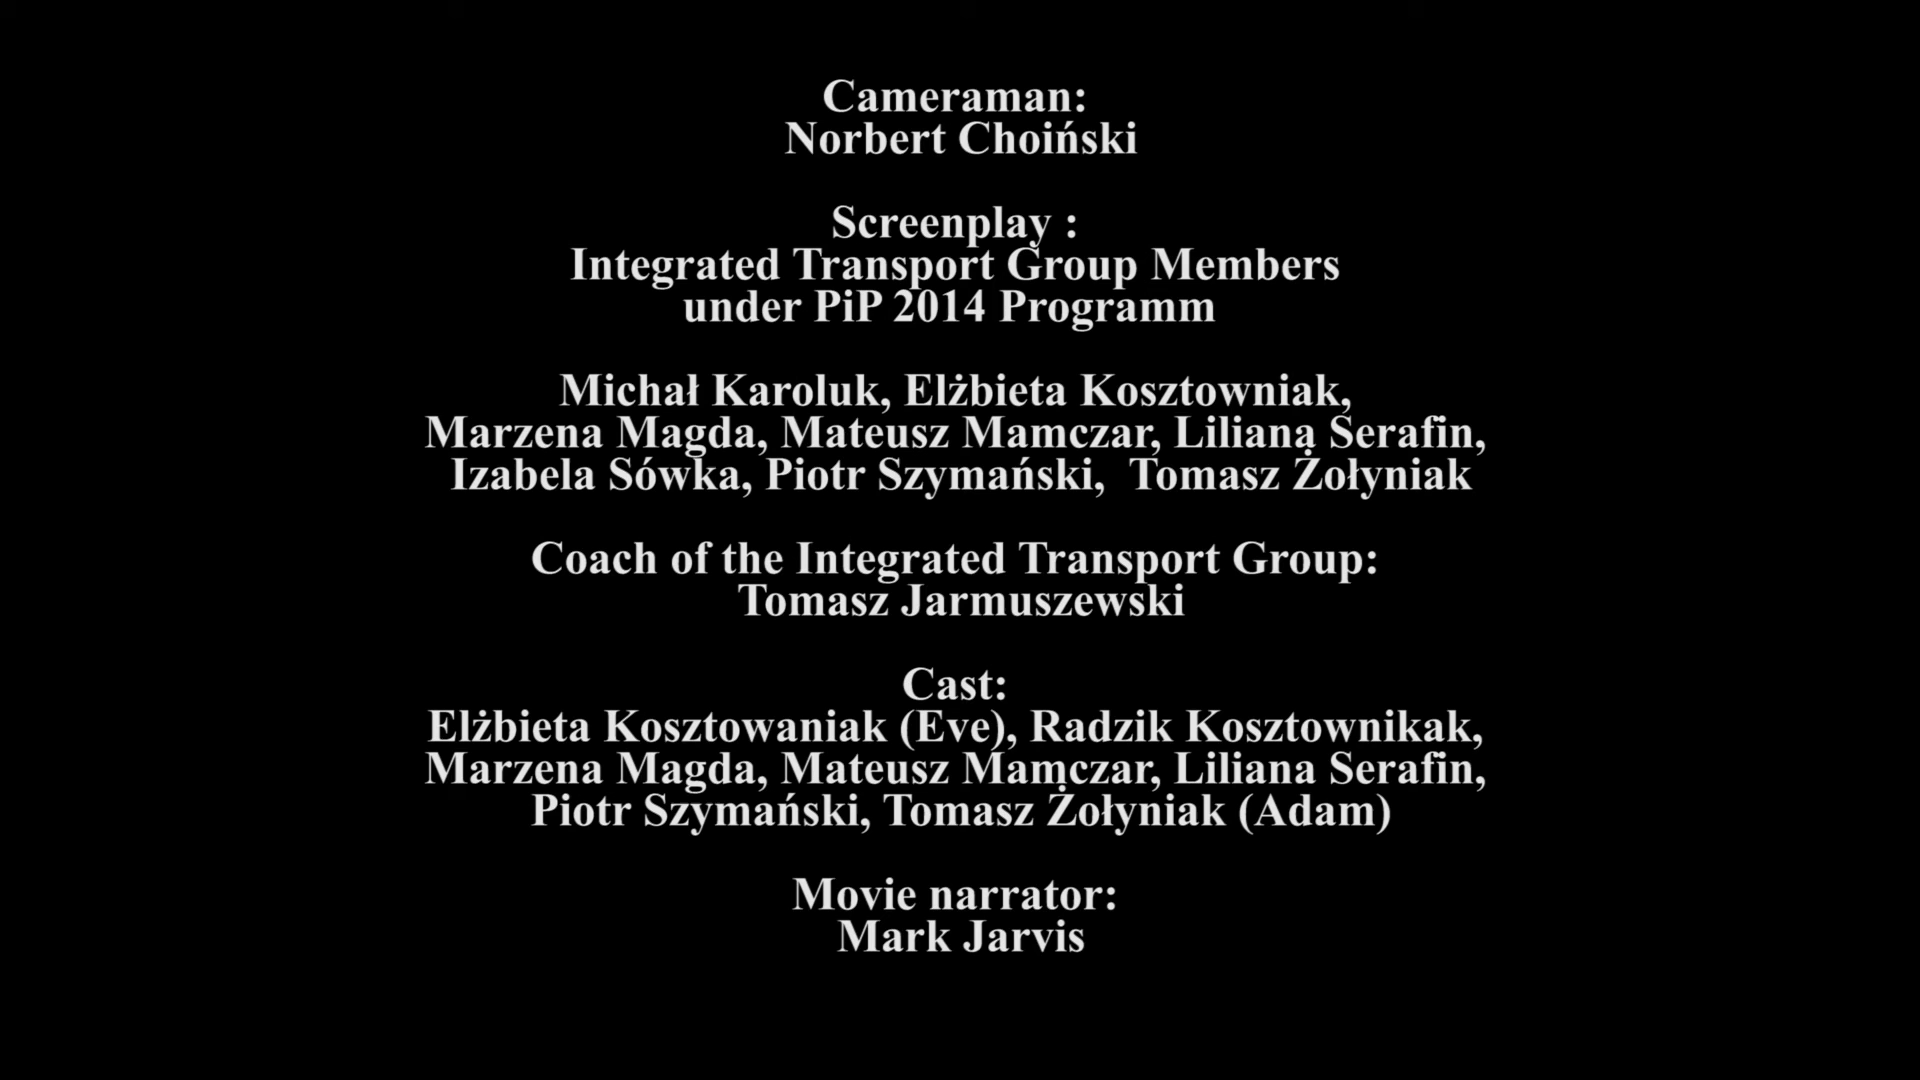 Cameraman:
Norbert Choiński
Screenplay :
Integrated Transport Group Members
under PiP 2014 Programm
Michał Karoluk, Elżbieta Kosztowniak,
Marzena Magda, Mateusz Mamczar, Liliana Serafin,
Izabela Sówka, Piotr Szymański,  Tomasz Żołyniak
Coach of the Integrated Transport Group:
Tomasz Jarmuszewski
Cast:
Elżbieta Kosztowaniak (Eve), Radzik Kosztownikak,
Marzena Magda, Mateusz Mamczar, Liliana Serafin,
Piotr Szymański, Tomasz Żołyniak (Adam)
Movie narrator:
Mark Jarvis